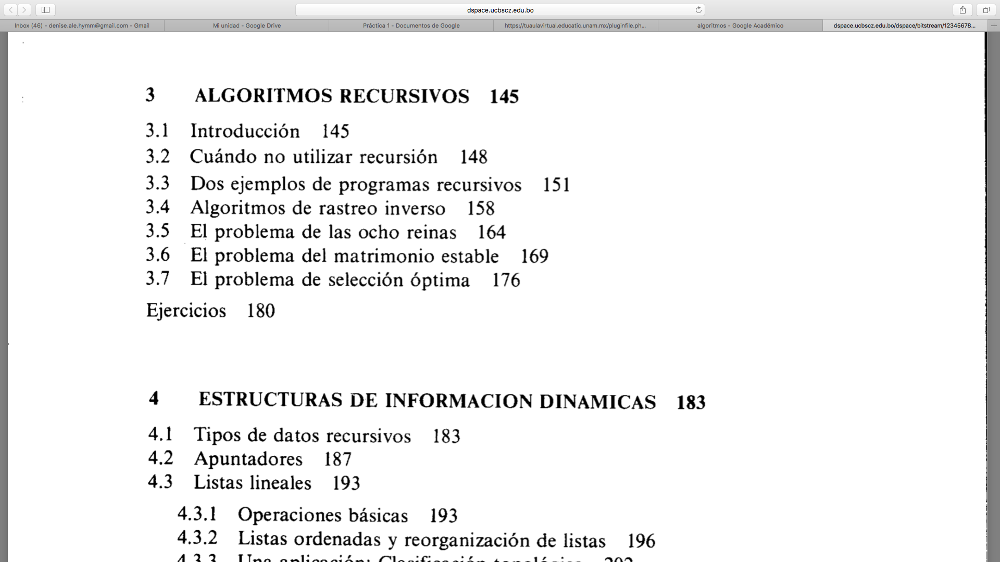 dspace.ucbscz.edu.bo
Inbox (46) - denise.ale.hymm@gmail.com - Gmail
Mi unidad - Google Drive
Práctica 1 - Documentos de Google
https://tuaulavirtual.educatic.unam.mx/pluginfile.ph...
algoritmos - Google Académico
dspace.ucbscz.edu.bo/dspace/bitstream/12345678...
3 ALGORITMOS RECURSIVOS 145
3.1 Introducción 145
3.2 Cuándo no utilizar recursión 148
3.3 Dos ejemplos de programas recursivos 151
3.4 Algoritmos de rastreo inverso 158
3.5 El problema de las ocho reinas 164
3.6 El problema del matrimonio estable 169
3.7 El problema de selección óptima 176
Ejercicios 180
4 ESTRUCTURAS DE INFORMACION DINAMICAS 183
4.1 Tipos de datos recursivos 183
4.2 Apuntadores 187
4.3 Listas lineales 193
4.3.1 Operaciones básicas 193
4.3.2 Listas ordenadas y reorganización de listas 196
4.3.3 Una aplicación: Clasificación topológica 202